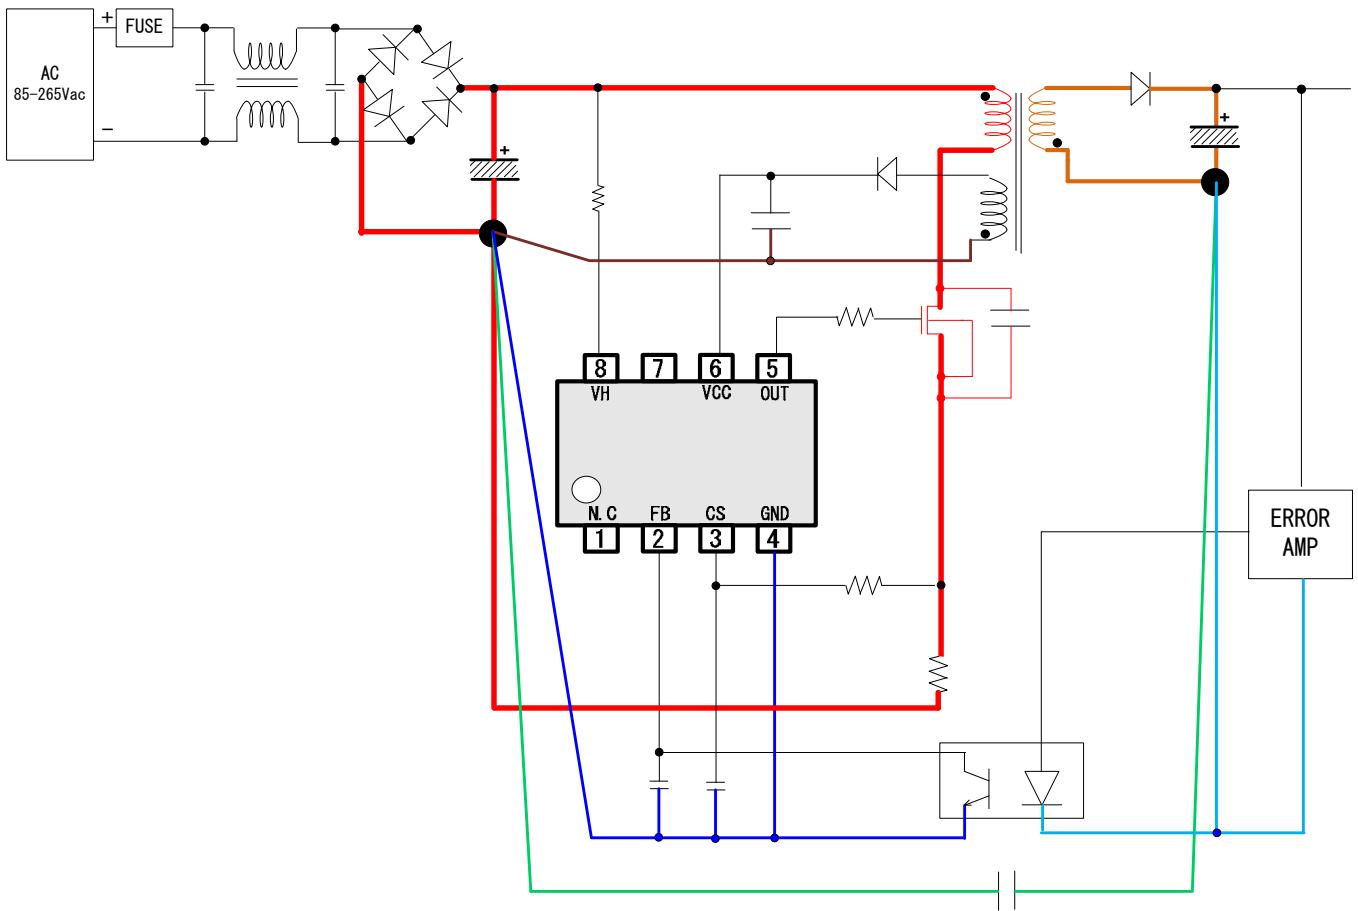 +
FUSE
AC
85-265Vac
−
+
+
8
7
6
5
VH
VCC
OUT
N.C
FB
CS
GND
1
2
3
4
ERROR
AMP